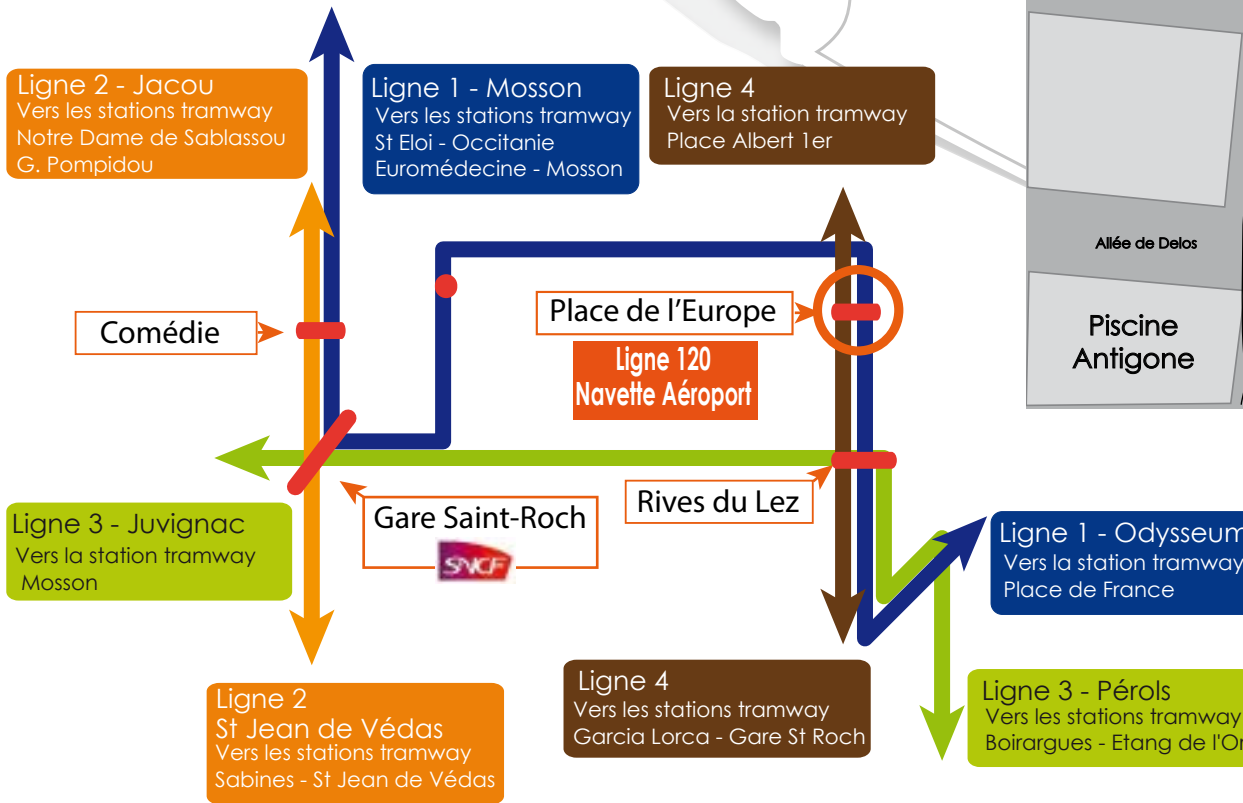 Ligne 2 - Jacou
Vers les stations tramway
Notre Dame de Sablassou
G. Pompidou
Ligne 1 - Mosson
Vers les stations tramway
St Eloi - Occitanie
Euromédecine - Mosson
Ligne 4
Vers la station tramway
Place Albert 1er
Allée de Delos
Piscine
Antigone
Comédie
Place de l'Europe
Ligne 120
Navette Aéroport
Gare Saint-Roch
SNCF
Rives du Lez
Ligne 3 - Juvignac
Vers la station tramway
Mosson
Ligne 1 - Odysseum
Vers la station tramway
Place de France
Ligne 2
St Jean de Védas
Vers les stations tramway
Sabines - St Jean de Védas
Ligne 4
Vers les stations tramway
Garcia Lorca - Gare St Roch
Ligne 3 - Pérols
Vers les stations tramway
Boirargues - Etang de